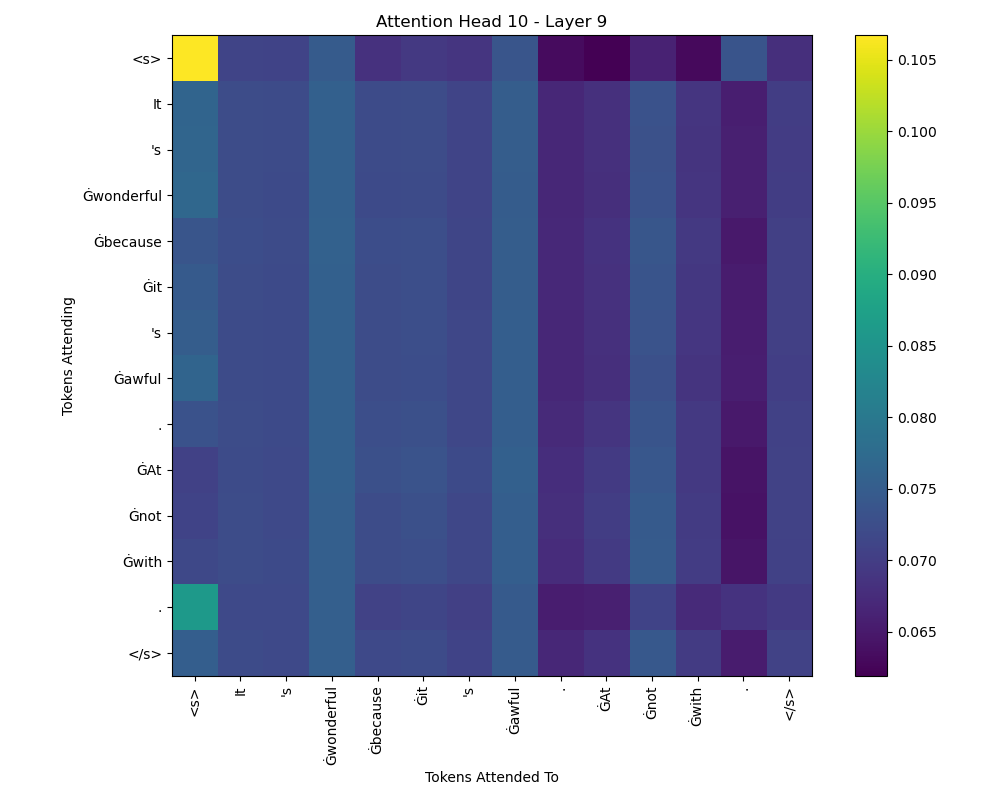 Attention Head 10 - Layer 9
Tokens Attending
<s>
It
's
Ġwonderful
Ġbecause
Ġit
's
Ġawful
.
ĠAt
Ġnot
Ġwith
.
</s>
<s>
It
's
Ġwonderful
Ġbecause
Ġit
's
Ġawful
.
ĠAt
Ġnot
Ġwith
.
</s>
Tokens Attended To
0.105
0.100
0.095
0.090
0.085
0.080
0.075
0.070
0.065